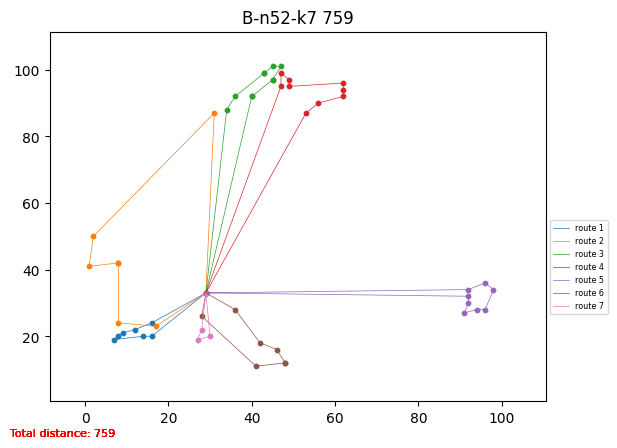 B-n52-k7 759
100
80
60
40
20
0 20 40 60 80 100
route 1
route 2
route 3
route 4
route 5
route 6
route 7
Total distance: 759